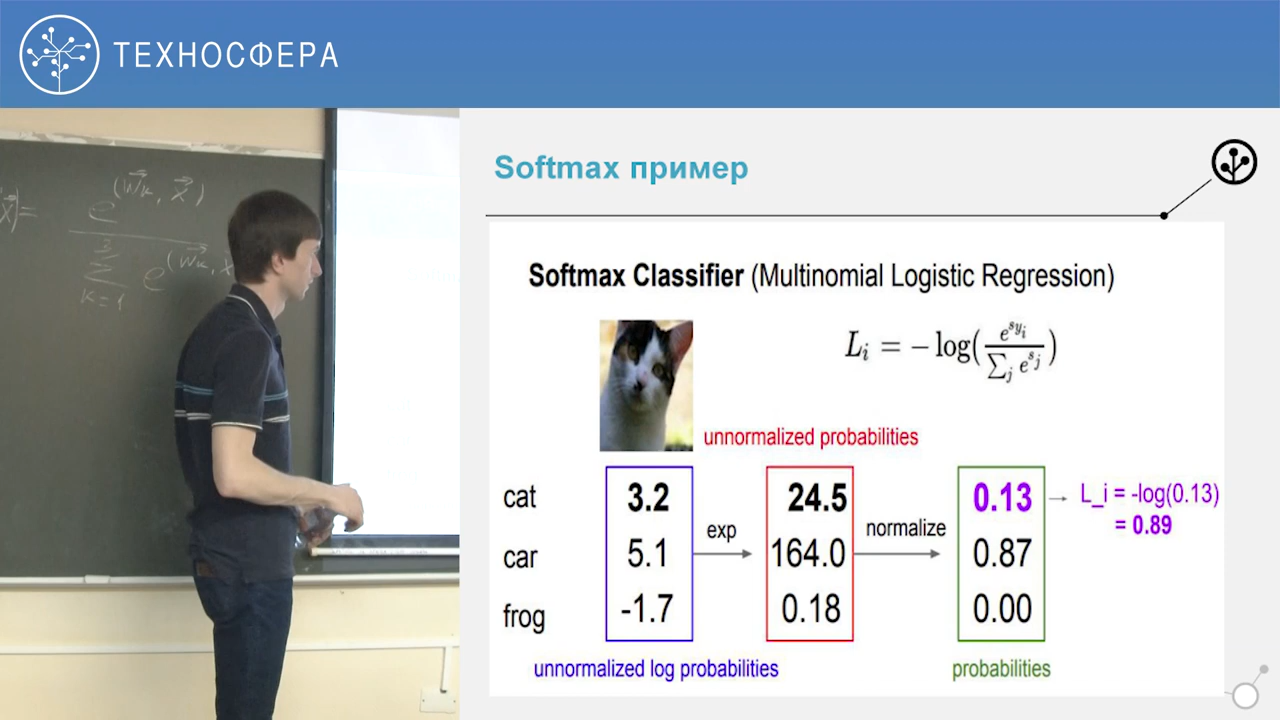 ТЕХНОСФЕРА
e^(w⃗ₖ, x⃗)
x⃗)=
3
Σ e^(w⃗ₖ, x
k=1
Softmax пример
Softmax Classifier (Multinomial Logistic Regression)
L_i = − log(e^{s_{y_i}} / ∑_j e^{s_j})
unnormalized probabilities
cat 3.2 24.5 0.13 → L_i = -log(0.13)
= 0.89
exp normalize
car 5.1 164.0 0.87
frog -1.7 0.18 0.00
unnormalized log probabilities probabilities